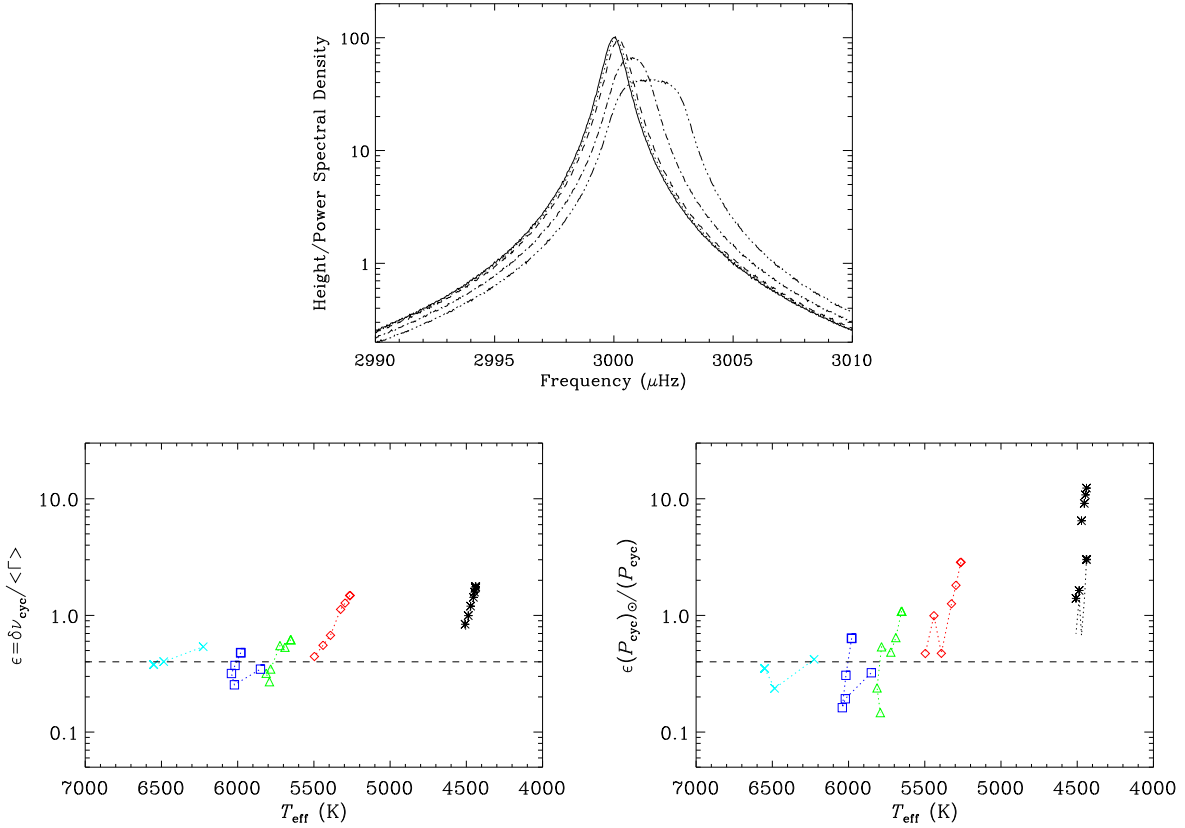 Height/Power Spectral Density
100
10
1
2990 2995 3000 3005 3010
Frequency (μHz)
ϵ=δν_cyc/<Γ>
10.0
1.0
0.1
7000 6500 6000 5500 5000 4500 4000
T_eff (K)
ϵ(P_cyc)_⊙/(P_cyc)
10.0
1.0
0.1
7000 6500 6000 5500 5000 4500 4000
T_eff (K)